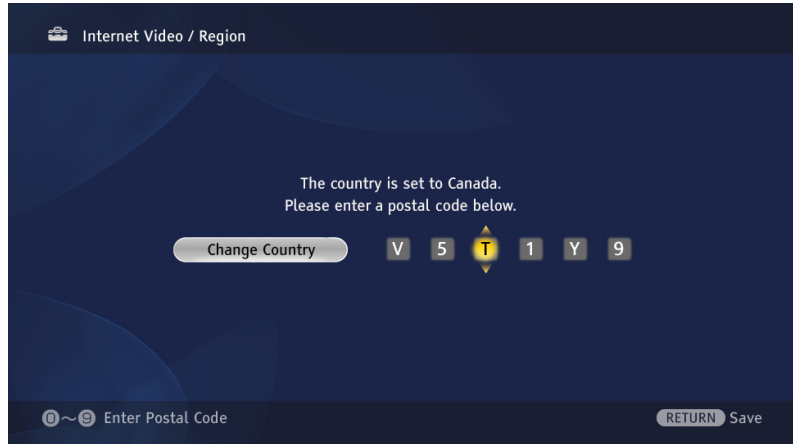 Internet Video / Region
The country is set to Canada.
Please enter a postal code below.
Change Country V 5 T 1 Y 9
0~9 Enter Postal Code RETURN Save